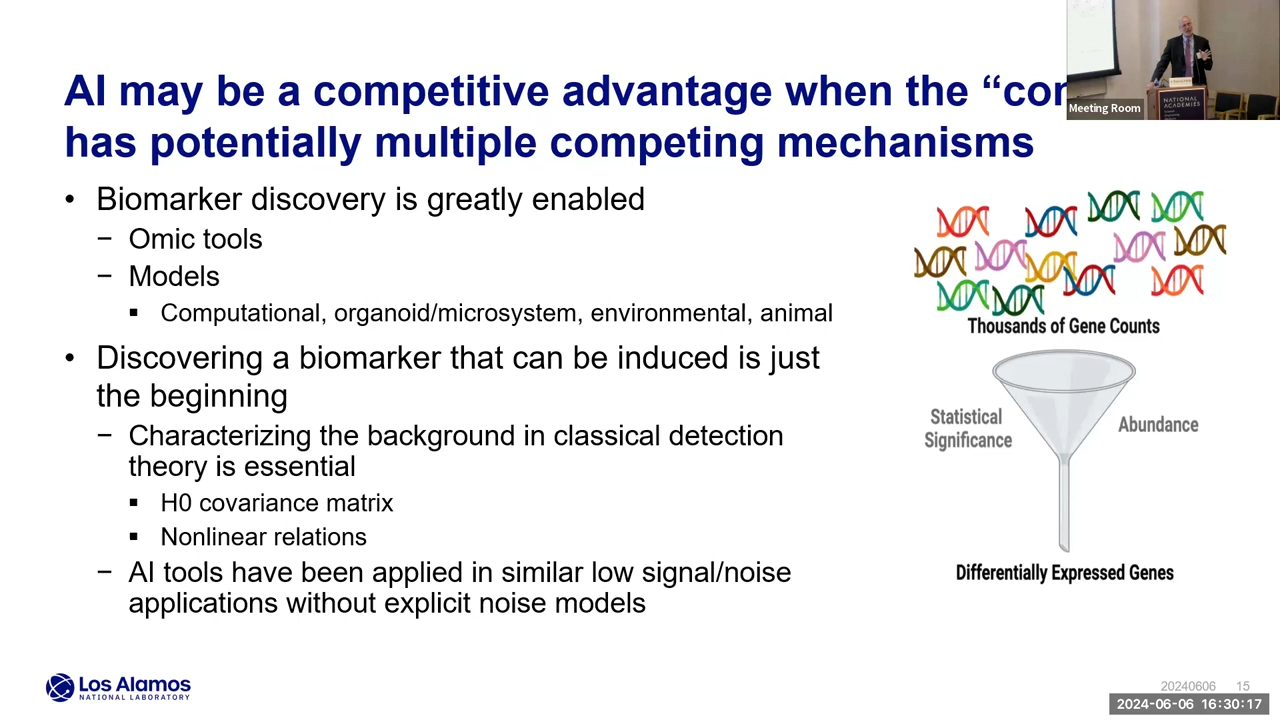 AI may be a competitive advantage when the “con
has potentially multiple competing mechanisms
• Biomarker discovery is greatly enabled
− Omic tools
− Models
▪ Computational, organoid/microsystem, environmental, animal
• Discovering a biomarker that can be induced is just
the beginning
− Characterizing the background in classical detection
theory is essential
▪ H0 covariance matrix
▪ Nonlinear relations
− AI tools have been applied in similar low signal/noise
applications without explicit noise models
Thousands of Gene Counts
Statistical
Significance
Abundance
Differentially Expressed Genes
Meeting Room
NATIONAL
ACADEMIES
Los Alamos
NATIONAL LABORATORY
20240606 15
2024-06-06 16:30:17